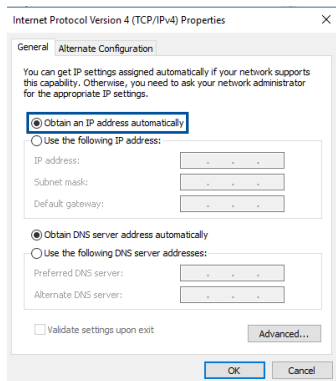 Internet Protocol Version 4 (TCP/IPv4) Properties
General
Alternate Configuration
You can get IP settings assigned automatically if your network supports
this capability. Otherwise, you need to ask your network administrator
for the appropriate IP settings.
Obtain an IP address automatically
Use the following IP address:
IP address:
Subnet mask:
Default gateway:
Obtain DNS server address automatically
Use the following DNS server addresses:
Preferred DNS server:
Alternate DNS server:
Validate settings upon exit
Advanced...
OK
Cancel